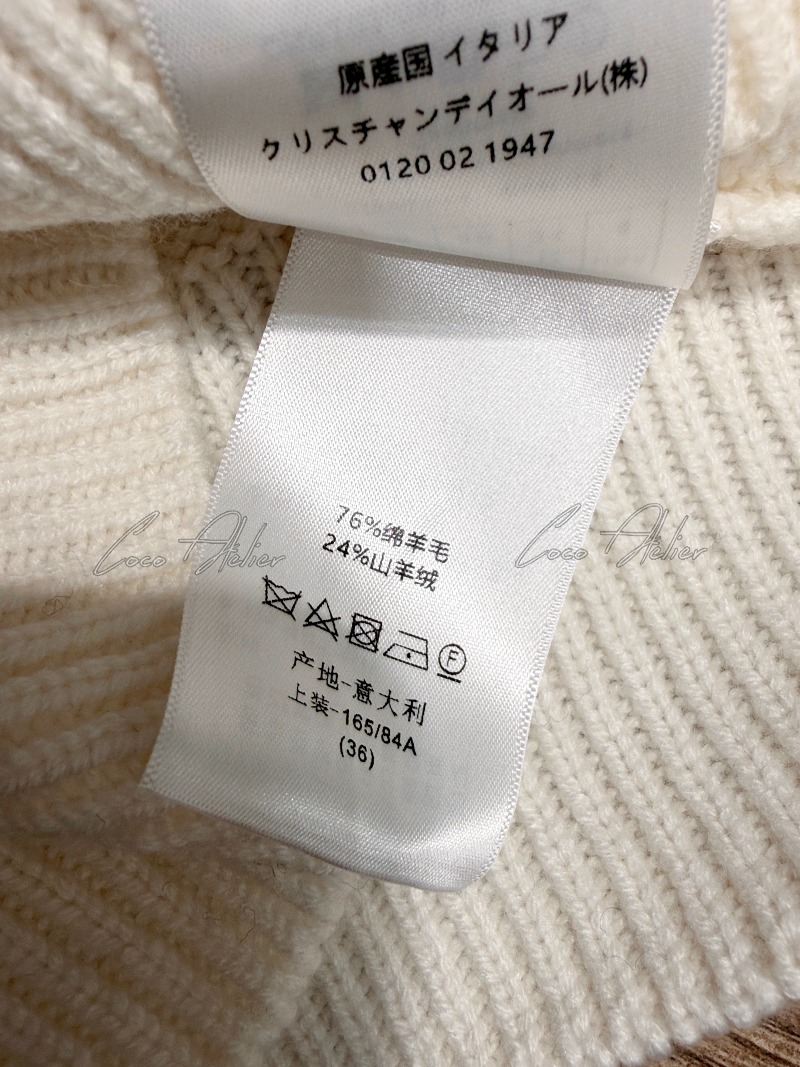 原産国 イタリア
クリスチャンデイオール(株)
0120 02 1947
76%绵羊毛
24%山羊绒
Coco Atelier
Coco Atelier
F
产地-意大利
上装-165/84A
(36)